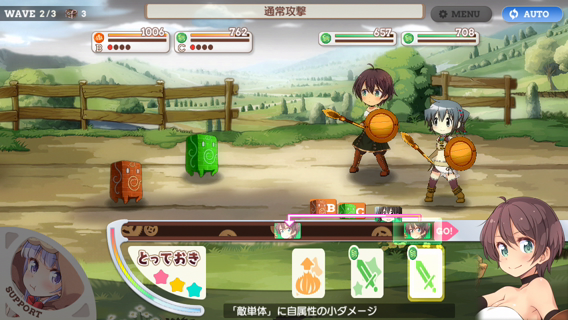 WAVE 2/3 3
通常攻撃
MENU
AUTO
1006
762
657
708
B
C
B
C
GO!
とっておき
SUPPORT
「敵単体」に自属性の小ダメージ